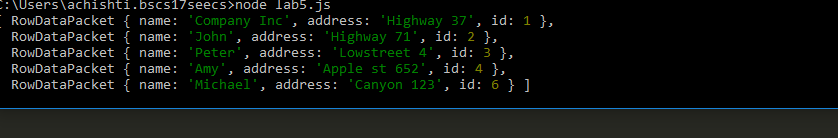 C:\Users\achishti.bscs17seecs>node lab5.js
[ RowDataPacket { name: 'Company Inc', address: 'Highway 37', id: 1 },
RowDataPacket { name: 'John', address: 'Highway 71', id: 2 },
RowDataPacket { name: 'Peter', address: 'Lowstreet 4', id: 3 },
RowDataPacket { name: 'Amy', address: 'Apple st 652', id: 4 },
RowDataPacket { name: 'Michael', address: 'Canyon 123', id: 6 } ]